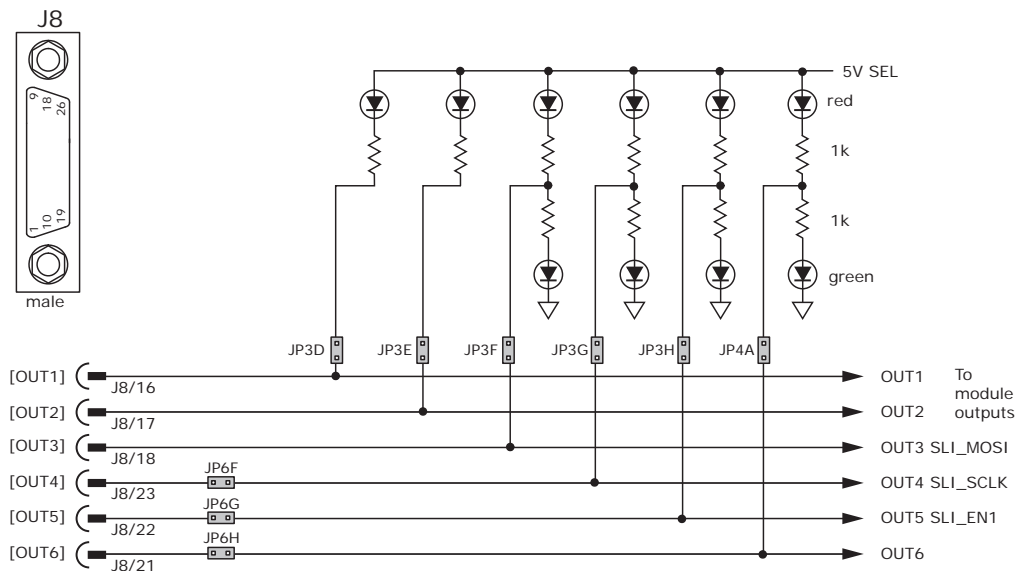 J8
9
18
26
1
10
19
male
5V SEL
red
1k
1k
green
JP3D
JP3E
JP3F
JP3G
JP3H
JP4A
[OUT1]
J8/16
OUT1
To
module
outputs
[OUT2]
J8/17
OUT2
[OUT3]
J8/18
OUT3 SLI_MOSI
[OUT4]
J8/23
JP6F
OUT4 SLI_SCLK
[OUT5]
J8/22
JP6G
OUT5 SLI_EN1
[OUT6]
J8/21
JP6H
OUT6